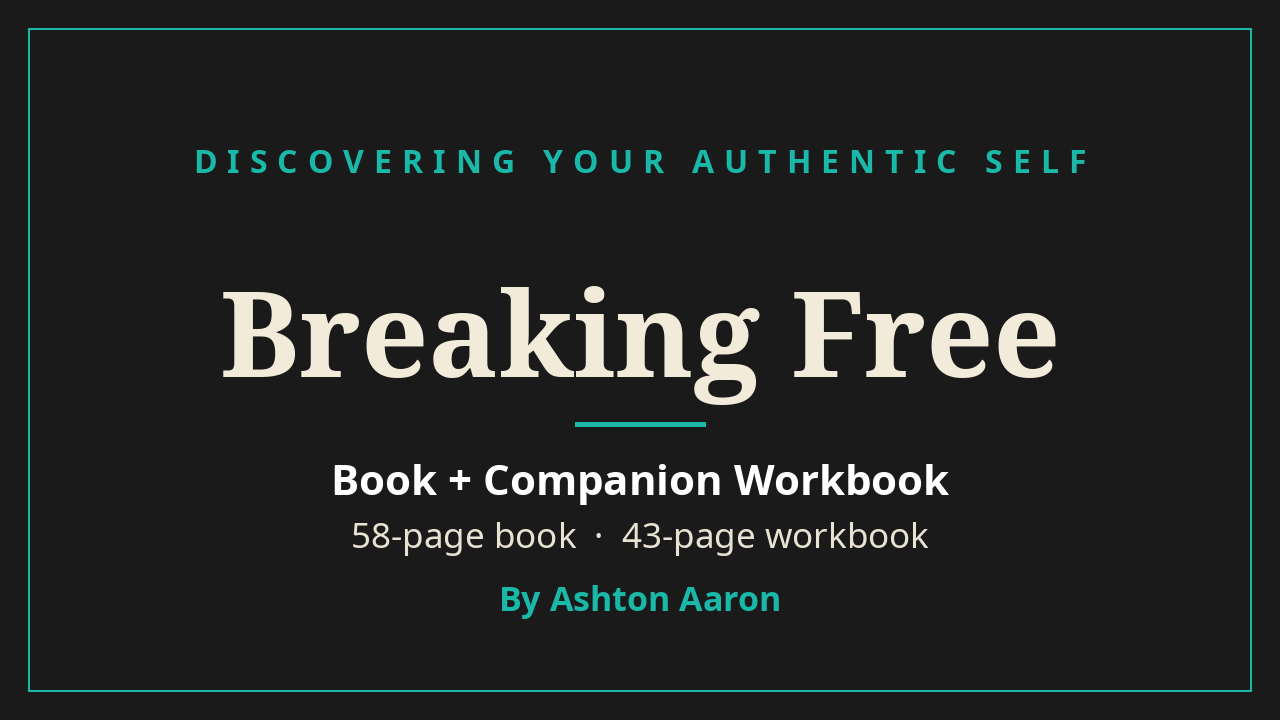 DISCOVERING YOUR AUTHENTIC SELF
Breaking Free
Book + Companion Workbook
58-page book · 43-page workbook
By Ashton Aaron